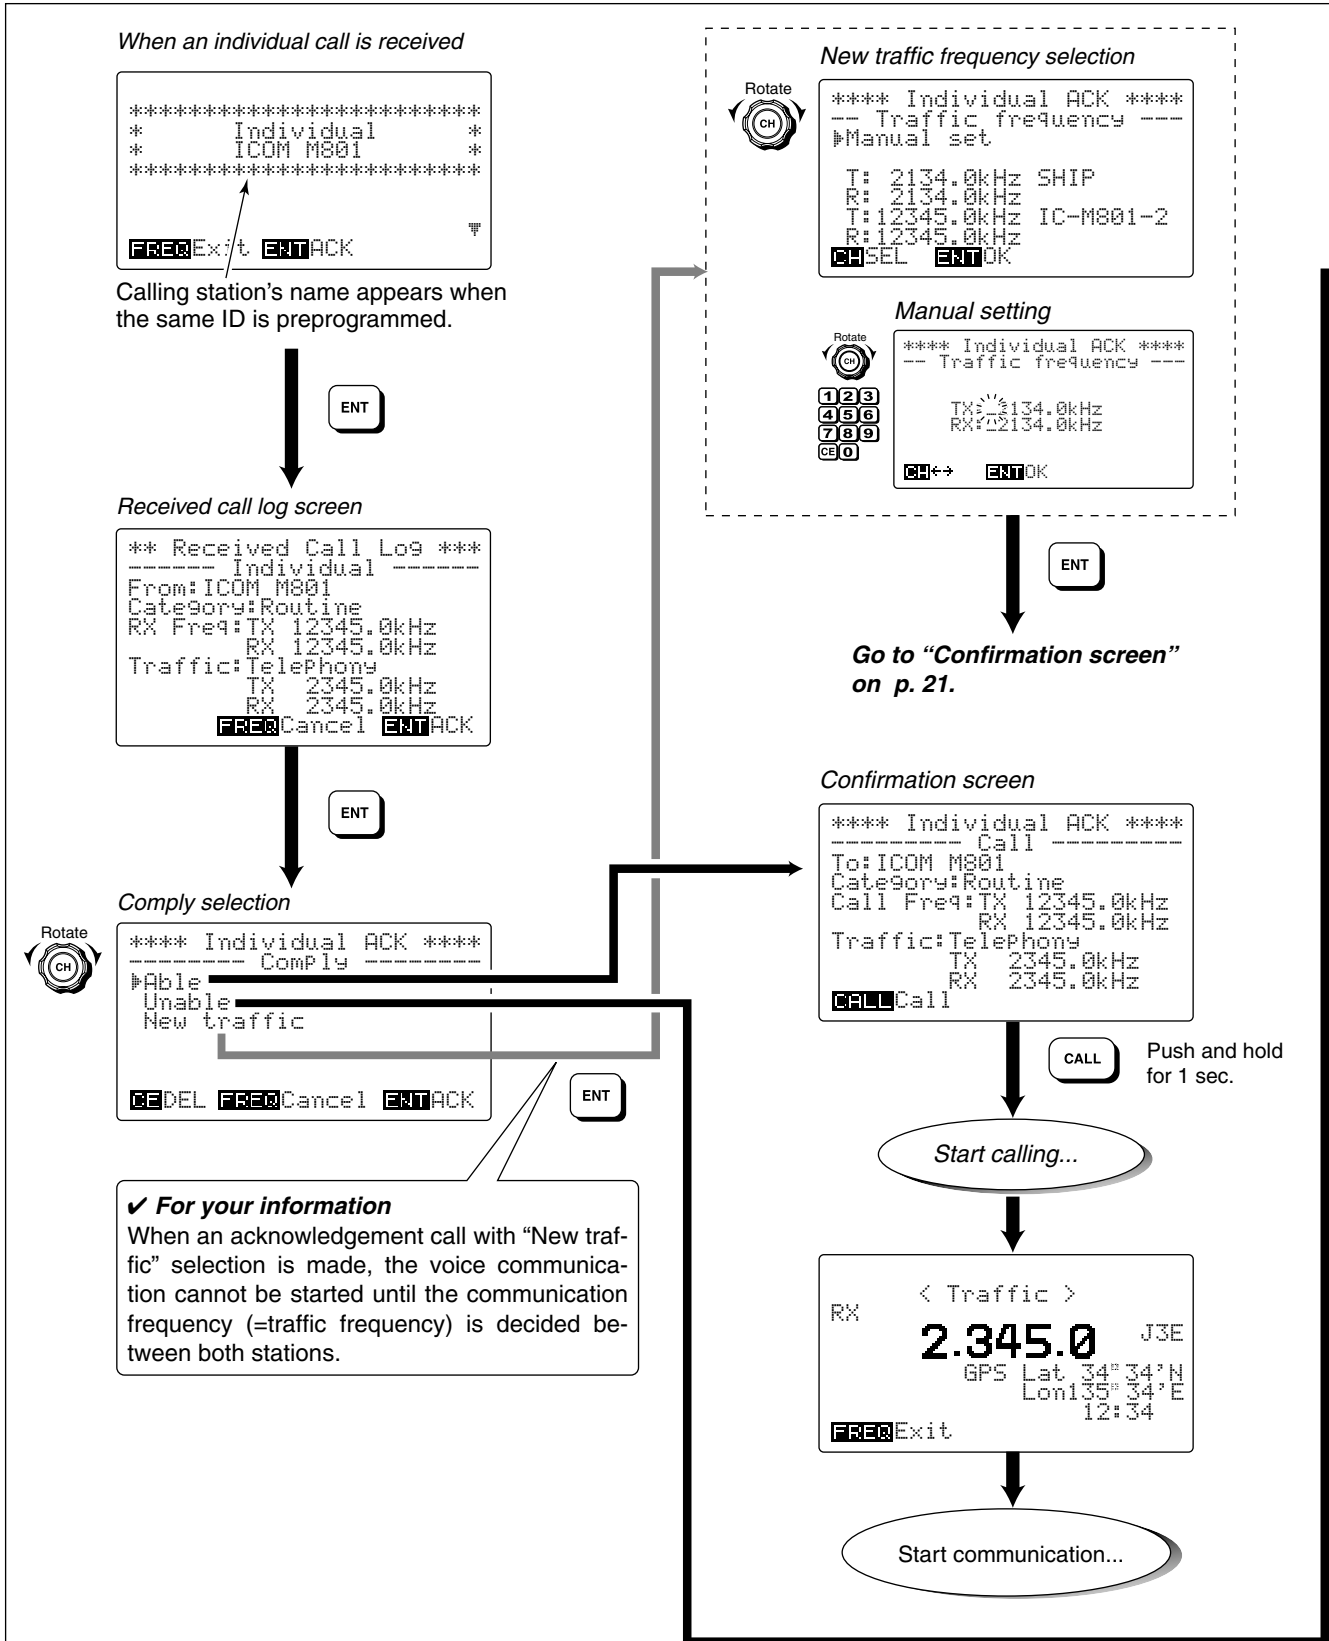 When an individual call is received
************************
* Individual *
* ICOM M801 *
************************
FREQ Exit ENT ACK
Calling station's name appears when
the same ID is preprogrammed.
ENT
Received call log screen
** Received Call Log ***
------ Individual ------
From:ICOM M801
Category:Routine
RX Freq:TX 12345.0kHz
RX 12345.0kHz
Traffic:Telephony
TX 2345.0kHz
RX 2345.0kHz
FREQ Cancel ENT ACK
ENT
Comply selection
Rotate
CH
**** Individual ACK ****
-------- Comply --------
Able
Unable
New traffic
CE DEL FREQ Cancel ENT ACK
ENT
✔ For your information
When an acknowledgement call with “New traf-
fic” selection is made, the voice communica-
tion cannot be started until the communication
frequency (=traffic frequency) is decided be-
tween both stations.
New traffic frequency selection
Rotate
CH
**** Individual ACK ****
-- Traffic frequency ---
Manual set
T: 2134.0kHz SHIP
R: 2134.0kHz
T:12345.0kHz IC-M801-2
R:12345.0kHz
CH SEL ENT OK
Manual setting
Rotate
CH
1 2 3
4 5 6
7 8 9
CE 0
**** Individual ACK ****
-- Traffic frequency ---
TX:_2134.0kHz
RX: 2134.0kHz
CH ←→ ENT OK
ENT
Go to “Confirmation screen”
on p. 21.
Confirmation screen
**** Individual ACK ****
--------- Call ---------
To:ICOM M801
Category:Routine
Call Freq:TX 12345.0kHz
RX 12345.0kHz
Traffic:Telephony
TX 2345.0kHz
RX 2345.0kHz
CALL Call
CALL
Push and hold
for 1 sec.
Start calling...
< Traffic >
RX
2.345.0 J3E
GPS Lat 34°34'N
Lon135°34'E
12:34
FREQ Exit
Start communication...